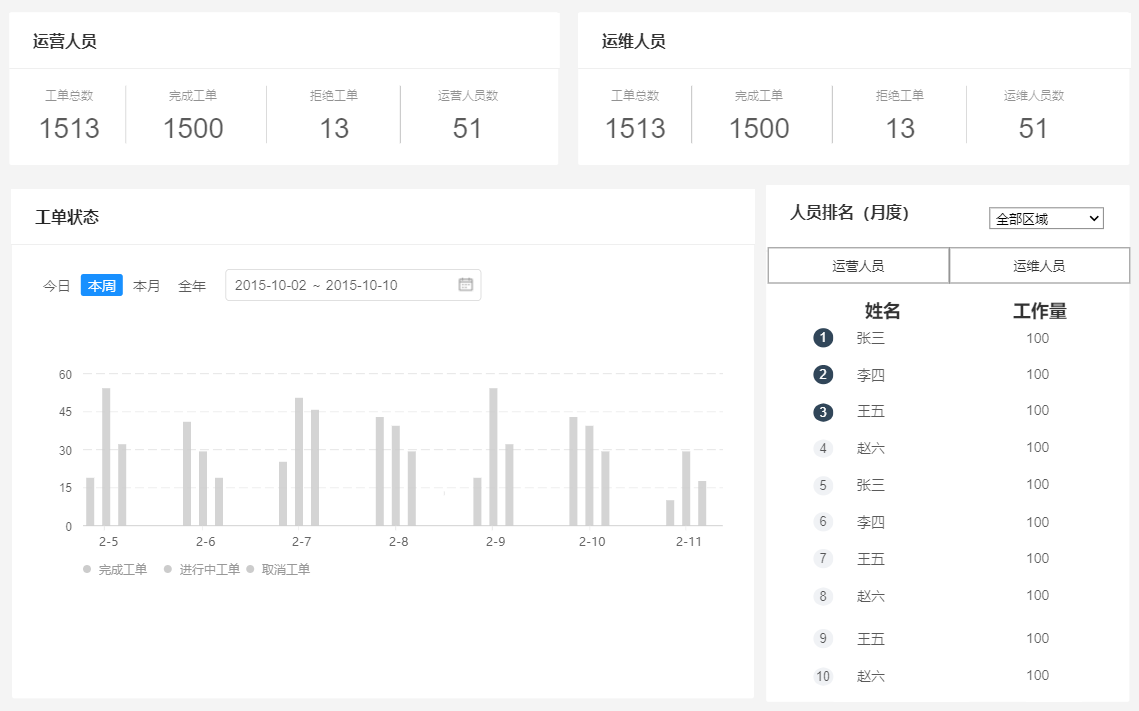 运营人员
工单总数 完成工单 拒绝工单 运营人员数
1513 1500 13 51
运维人员
工单总数 完成工单 拒绝工单 运维人员数
1513 1500 13 51
工单状态
今日 本周 本月 全年 2015-10-02 ~ 2015-10-10
60
45
30
15
0
2-5 2-6 2-7 2-8 2-9 2-10 2-11
完成工单 进行中工单 取消工单
人员排名（月度） 全部区域
运营人员 运维人员
姓名 工作量
1 张三 100
2 李四 100
3 王五 100
4 赵六 100
5 张三 100
6 李四 100
7 王五 100
8 赵六 100
9 王五 100
10 赵六 100